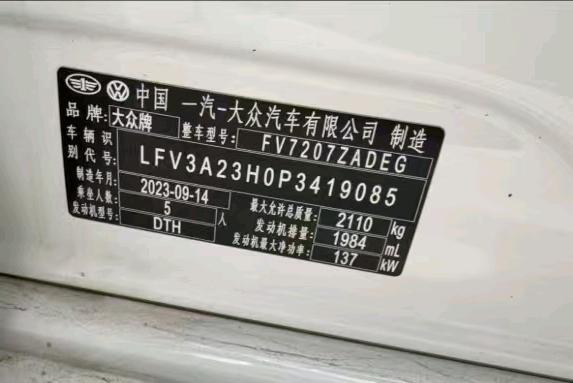 中国 一汽-大众汽车有限公司 制造
品牌: 大众牌 整车型号: FV7207ZADEG
车辆识别代号: LFV3A23H0P3419085
制造年月: 2023-09-14 最大允许总质量: 2110 kg
乘坐人数: 5 人 发动机排量: 1984 mL
发动机型号: DTH 发动机最大净功率: 137 kW